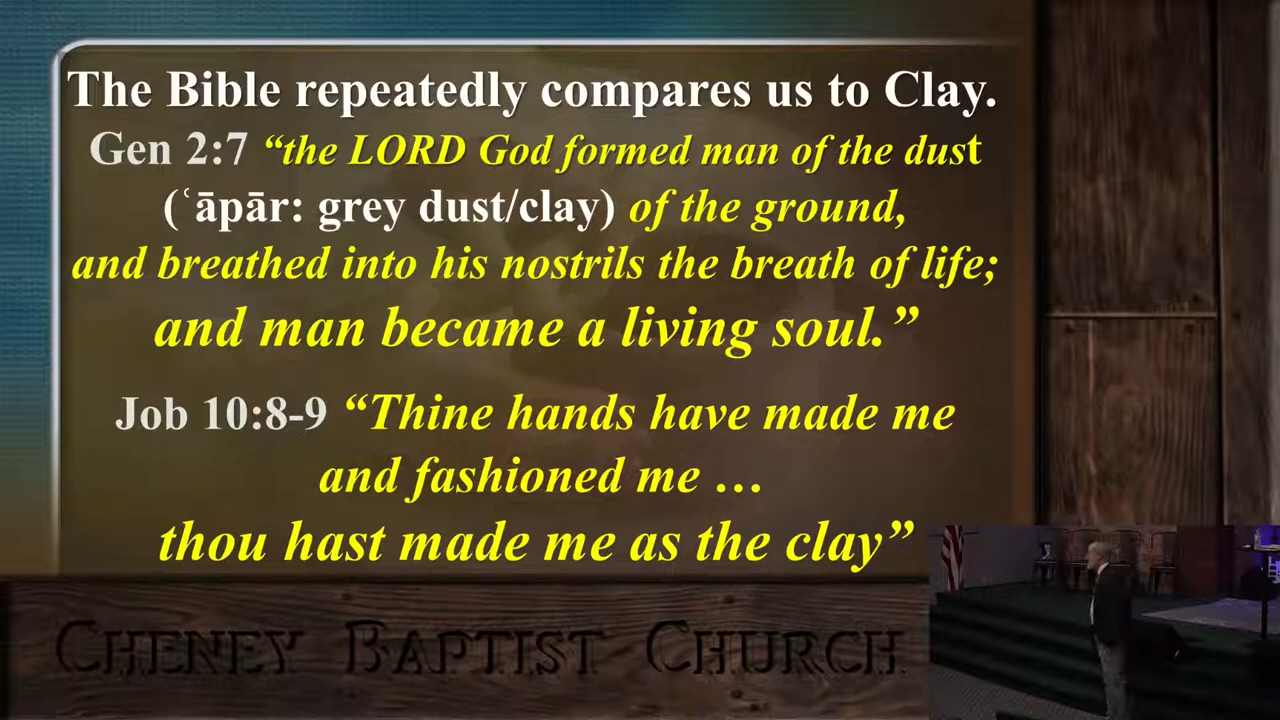 The Bible repeatedly compares us to Clay.
Gen 2:7 “the LORD God formed man of the dust
(ʿāpār: grey dust/clay) of the ground,
and breathed into his nostrils the breath of life;
and man became a living soul.”
Job 10:8-9 “Thine hands have made me
and fashioned me …
thou hast made me as the clay”
CHENEY BAPTIST CHURCH